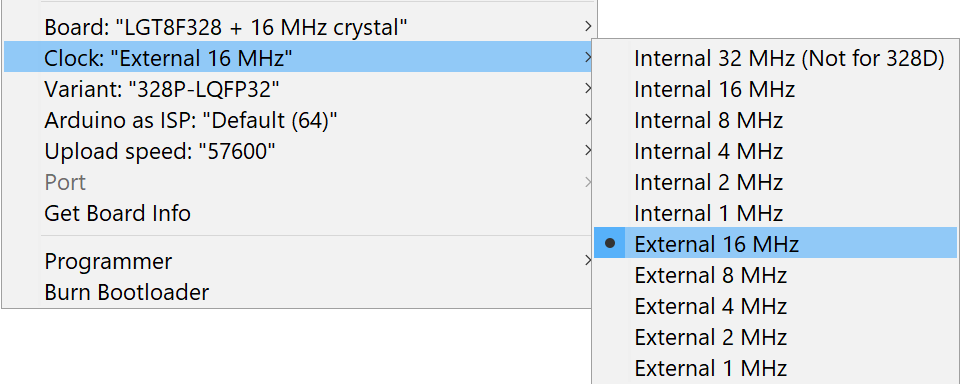 Board: "LGT8F328 + 16 MHz crystal"
Clock: "External 16 MHz"
Variant: "328P-LQFP32"
Arduino as ISP: "Default (64)"
Upload speed: "57600"
Port
Get Board Info
Programmer
Burn Bootloader
Internal 32 MHz (Not for 328D)
Internal 16 MHz
Internal 8 MHz
Internal 4 MHz
Internal 2 MHz
Internal 1 MHz
External 16 MHz
External 8 MHz
External 4 MHz
External 2 MHz
External 1 MHz